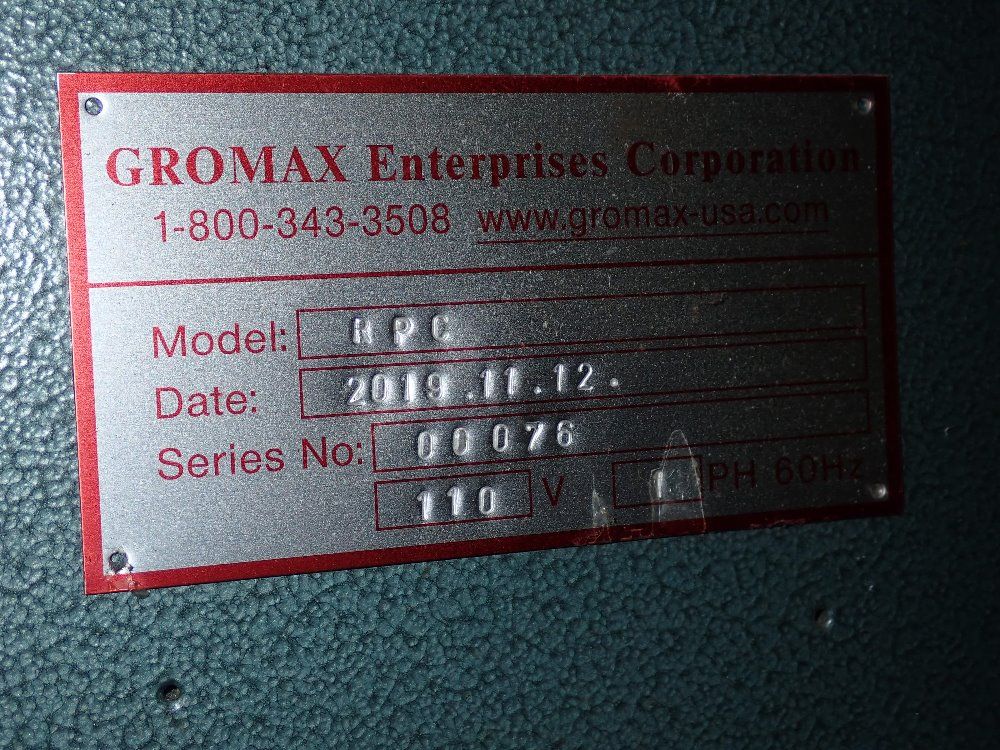 GROMAX Enterprises Corporation
1-800-343-3508 www.gromax-usa.com
Model: RPC
Date: 2019.11.12.
Series No: 00076
110 V 1 PH 60Hz